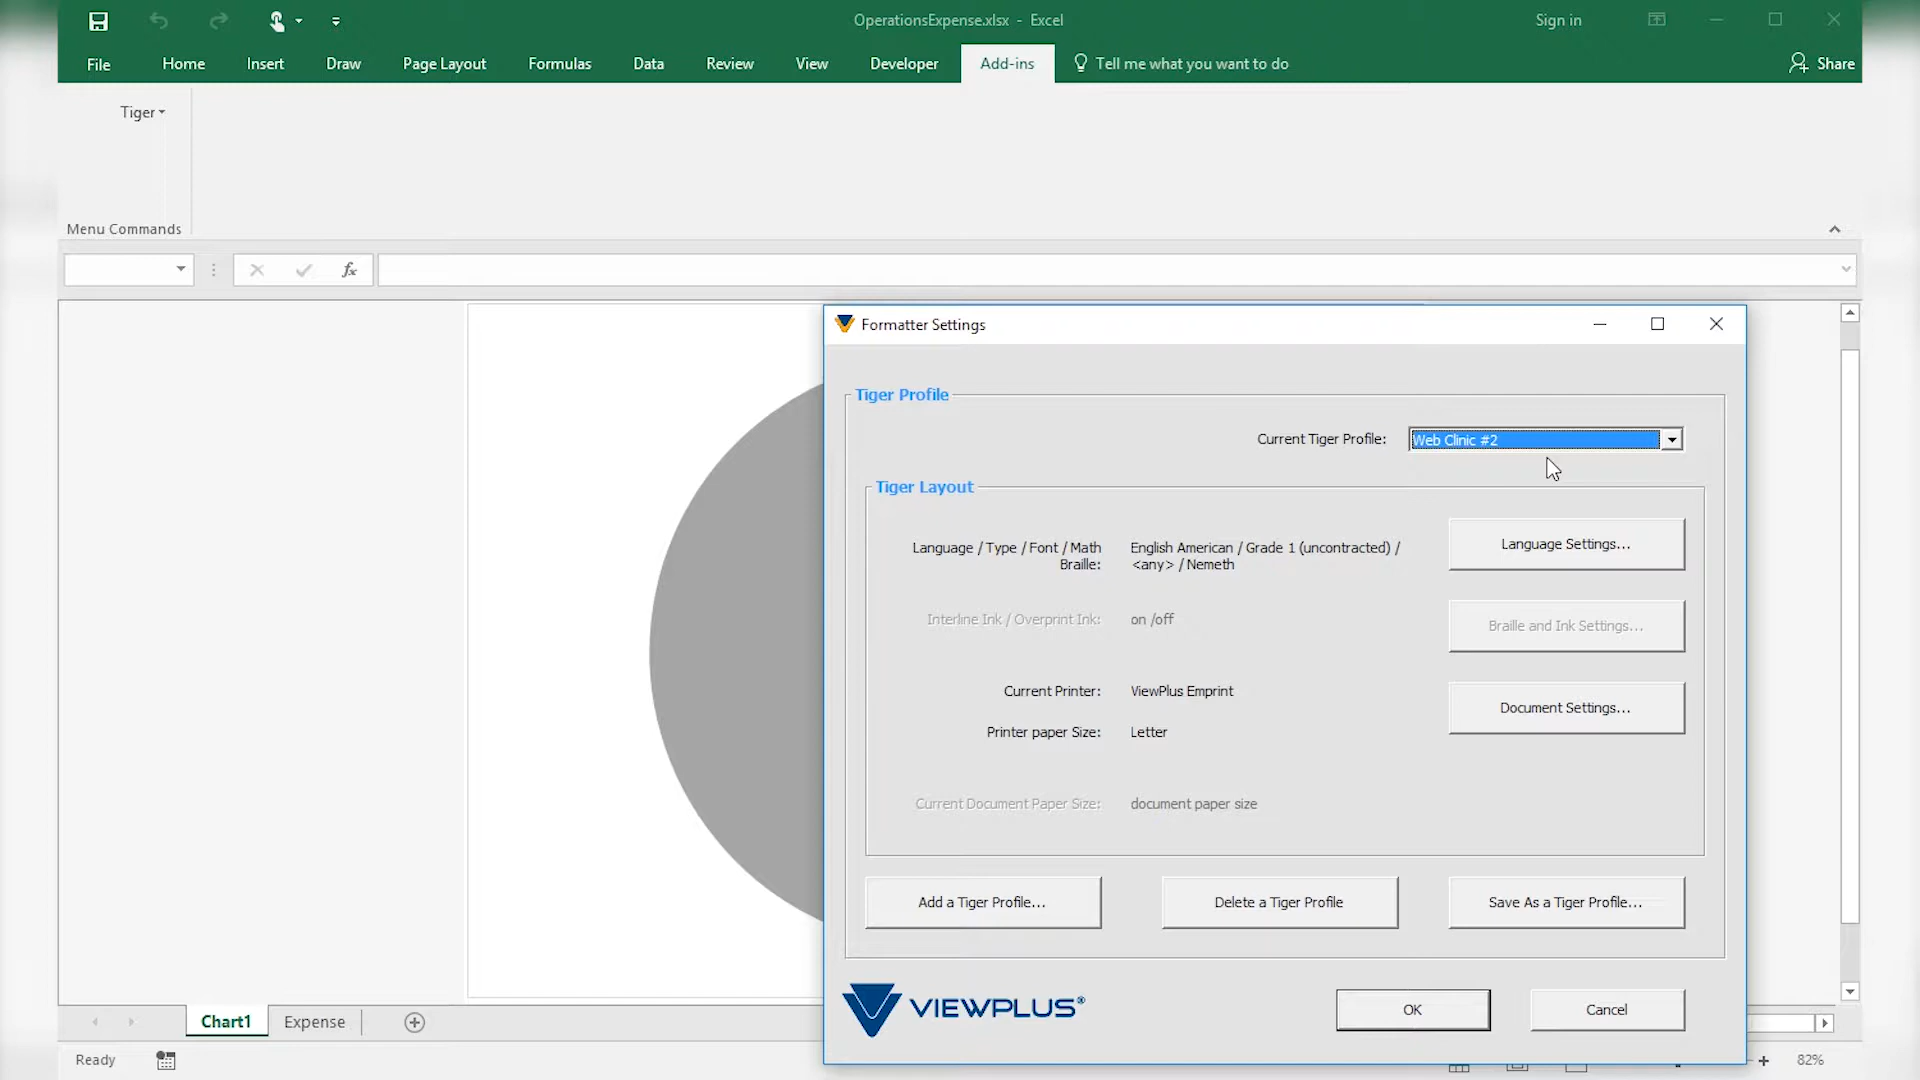 OperationsExpense.xlsx - Excel
Sign in
File
Home
Insert
Draw
Page Layout
Formulas
Data
Review
View
Developer
Add-ins
Tell me what you want to do
Share
Tiger
Menu Commands
fx
Formatter Settings
Tiger Profile
Current Tiger Profile:
Web Clinic #2
Tiger Layout
Language / Type / Font / Math
Braille:
English American / Grade 1 (uncontracted) /
<any> / Nemeth
Language Settings...
Interline Ink / Overprint Ink:
on /off
Braille and Ink Settings...
Current Printer:
ViewPlus Emprint
Document Settings...
Printer paper Size:
Letter
Current Document Paper Size:
document paper size
Add a Tiger Profile...
Delete a Tiger Profile
Save As a Tiger Profile...
VIEWPLUS®
OK
Cancel
Chart1
Expense
Ready
82%